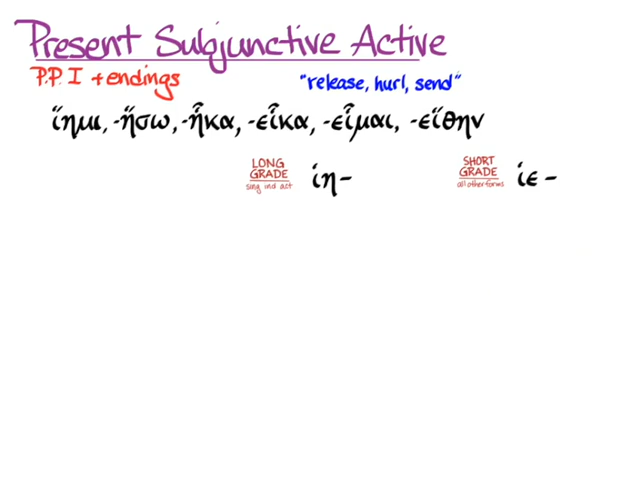 Present Subjunctive Active
P.P. I + endings
"release, hurl, send"
ἵημι, -ἥσω, -ἧκα, -εἷκα, -εἷμαι, -εἵθην
LONG
GRADE
sing ind act
ἱη-
SHORT
GRADE
all other forms
ἱε-